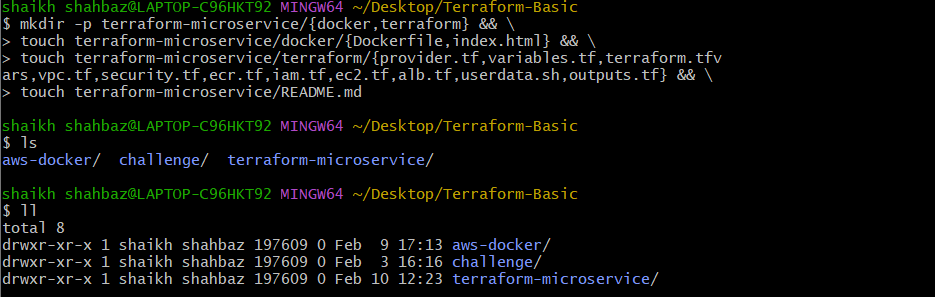 shaikh shahbaz@LAPTOP-C96HKT92 MINGW64 ~/Desktop/Terraform-Basic
$ mkdir -p terraform-microservice/{docker,terraform} && \
> touch terraform-microservice/docker/{Dockerfile,index.html} && \
> touch terraform-microservice/terraform/{provider.tf,variables.tf,terraform.tfv
ars,vpc.tf,security.tf,ecr.tf,iam.tf,ec2.tf,alb.tf,userdata.sh,outputs.tf} && \
> touch terraform-microservice/README.md
shaikh shahbaz@LAPTOP-C96HKT92 MINGW64 ~/Desktop/Terraform-Basic
$ ls
aws-docker/  challenge/  terraform-microservice/
shaikh shahbaz@LAPTOP-C96HKT92 MINGW64 ~/Desktop/Terraform-Basic
$ ll
total 8
drwxr-xr-x 1 shaikh shahbaz 197609 0 Feb  9 17:13 aws-docker/
drwxr-xr-x 1 shaikh shahbaz 197609 0 Feb  3 16:16 challenge/
drwxr-xr-x 1 shaikh shahbaz 197609 0 Feb 10 12:23 terraform-microservice/